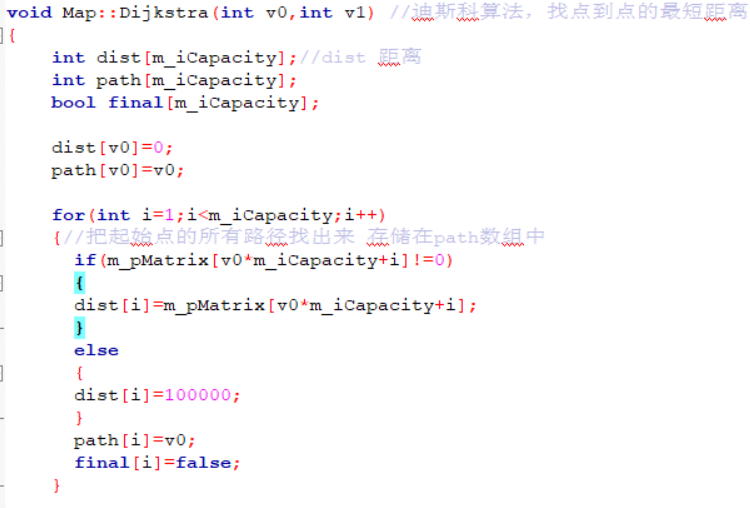 void Map::Dijkstra(int v0,int v1) //迪斯科算法，找点到点的最短距离
{
int dist[m_iCapacity];//dist 距离
int path[m_iCapacity];
bool final[m_iCapacity];
dist[v0]=0;
path[v0]=v0;
for(int i=1;i<m_iCapacity;i++)
{//把起始点的所有路径找出来 存储在path数组中
if(m_pMatrix[v0*m_iCapacity+i]!=0)
{
dist[i]=m_pMatrix[v0*m_iCapacity+i];
}
else
{
dist[i]=100000;
}
path[i]=v0;
final[i]=false;
}